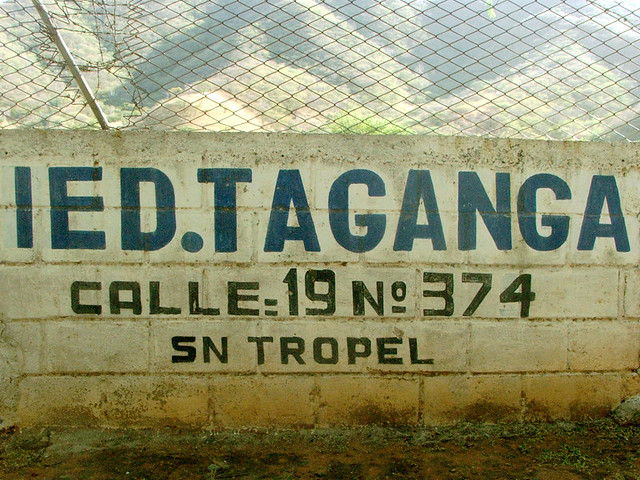 IED.TAGANGA
CALLE=19 Nº 374
SN TROPEL